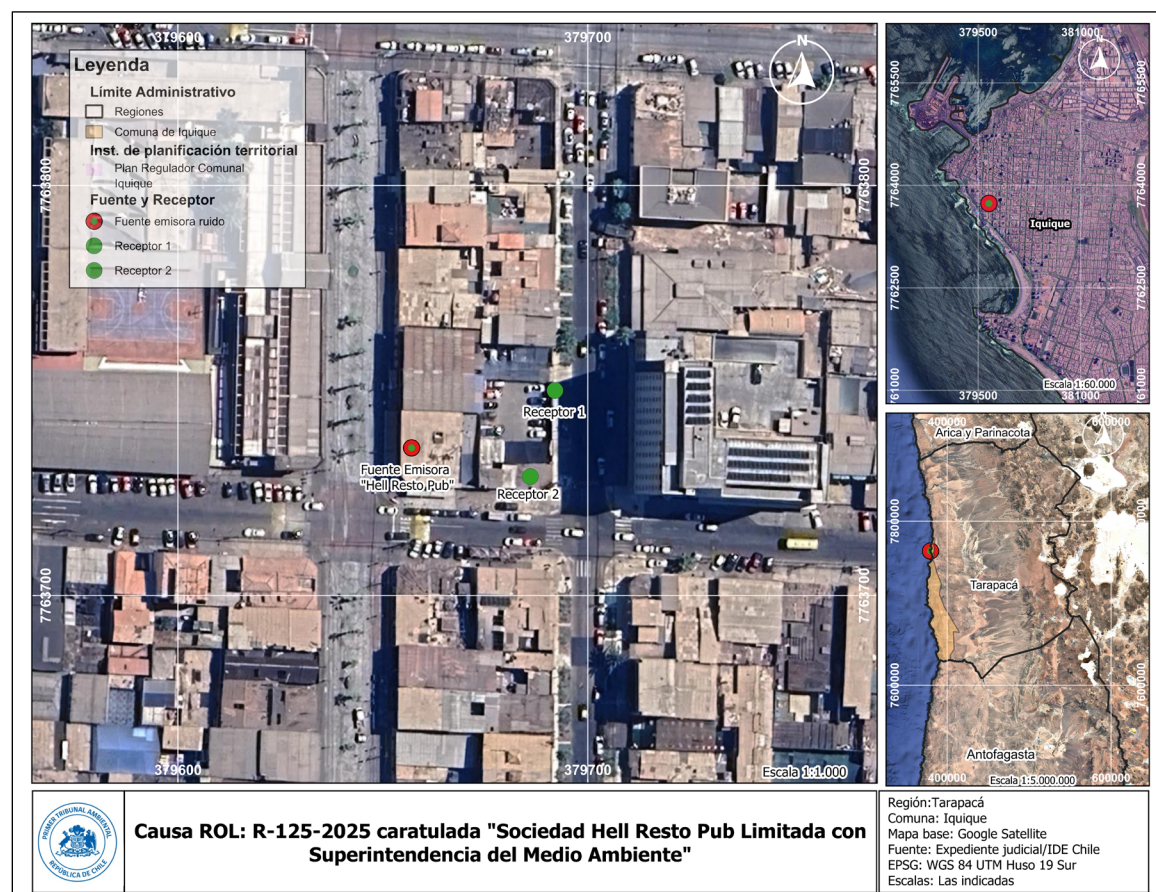 379600
379700
Leyenda
Límite Administrativo
Regiones
Comuna de Iquique
Inst. de planificación territorial
Plan Regulador Comunal
Iquique
Fuente y Receptor
Fuente emisora ruido
Receptor 1
Receptor 2
N
7763800
7763800
Receptor 1
Fuente Emisora
"Hell Resto Pub"
Receptor 2
7763700
7763700
379600
379700
Escala 1:1.000
379500
381000
N
7765500
7765500
7764000
7764000
Iquique
7762500
7762500
761000
761000
Escala 1:60.000
379500
381000
400000
600000
N
Arica y Parinacota
7800000
Tarapacá
7600000
7600000
Antofagasta
400000
600000
Escala 1:5.000.000
PRIMER TRIBUNAL AMBIENTAL
REPÚBLICA DE CHILE
Causa ROL: R-125-2025 caratulada "Sociedad Hell Resto Pub Limitada con
Superintendencia del Medio Ambiente"
Región:Tarapacá
Comuna: Iquique
Mapa base: Google Satellite
Fuente: Expediente judicial/IDE Chile
EPSG: WGS 84 UTM Huso 19 Sur
Escalas: Las indicadas